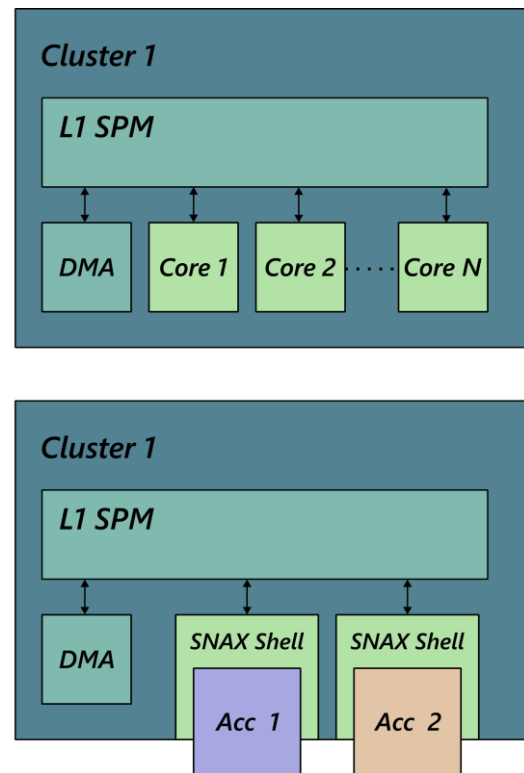 Cluster 1
L1 SPM
DMA
Core 1
Core 2
Core N
Cluster 1
L1 SPM
DMA
SNAX Shell
SNAX Shell
Acc 1
Acc 2